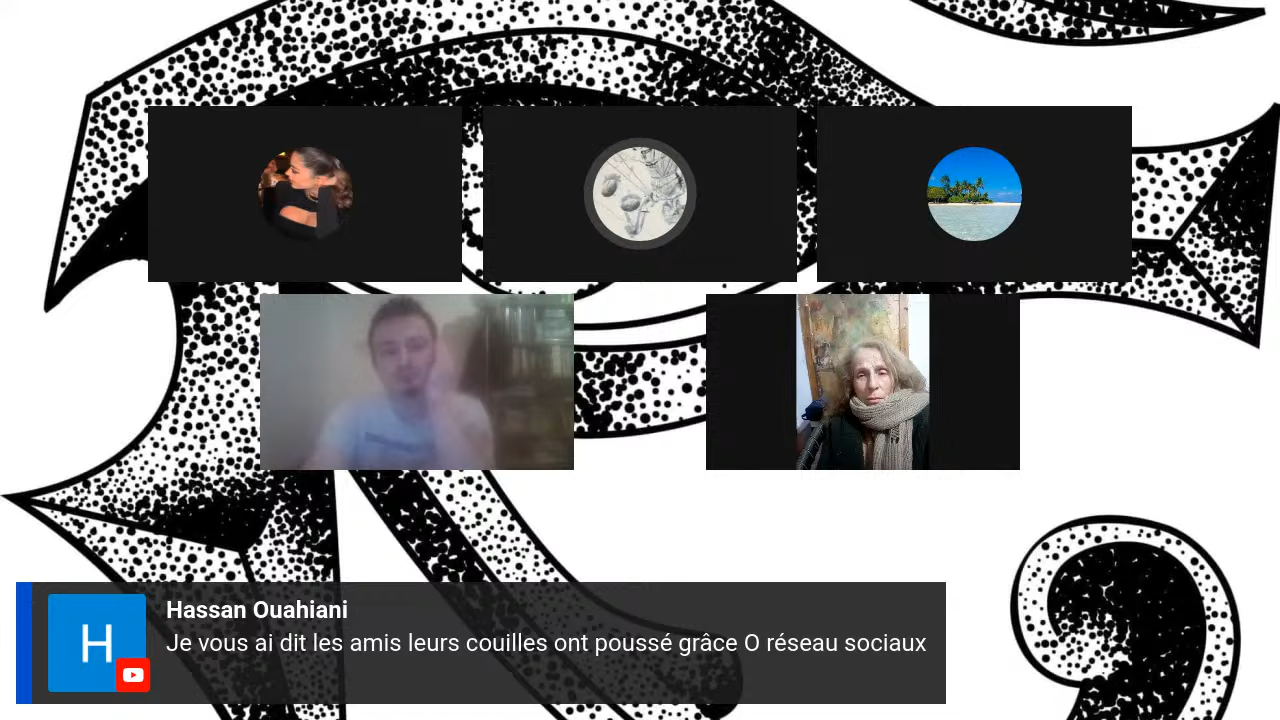 H
Hassan Ouahiani
Je vous ai dit les amis leurs couilles ont poussé grâce O réseau sociaux